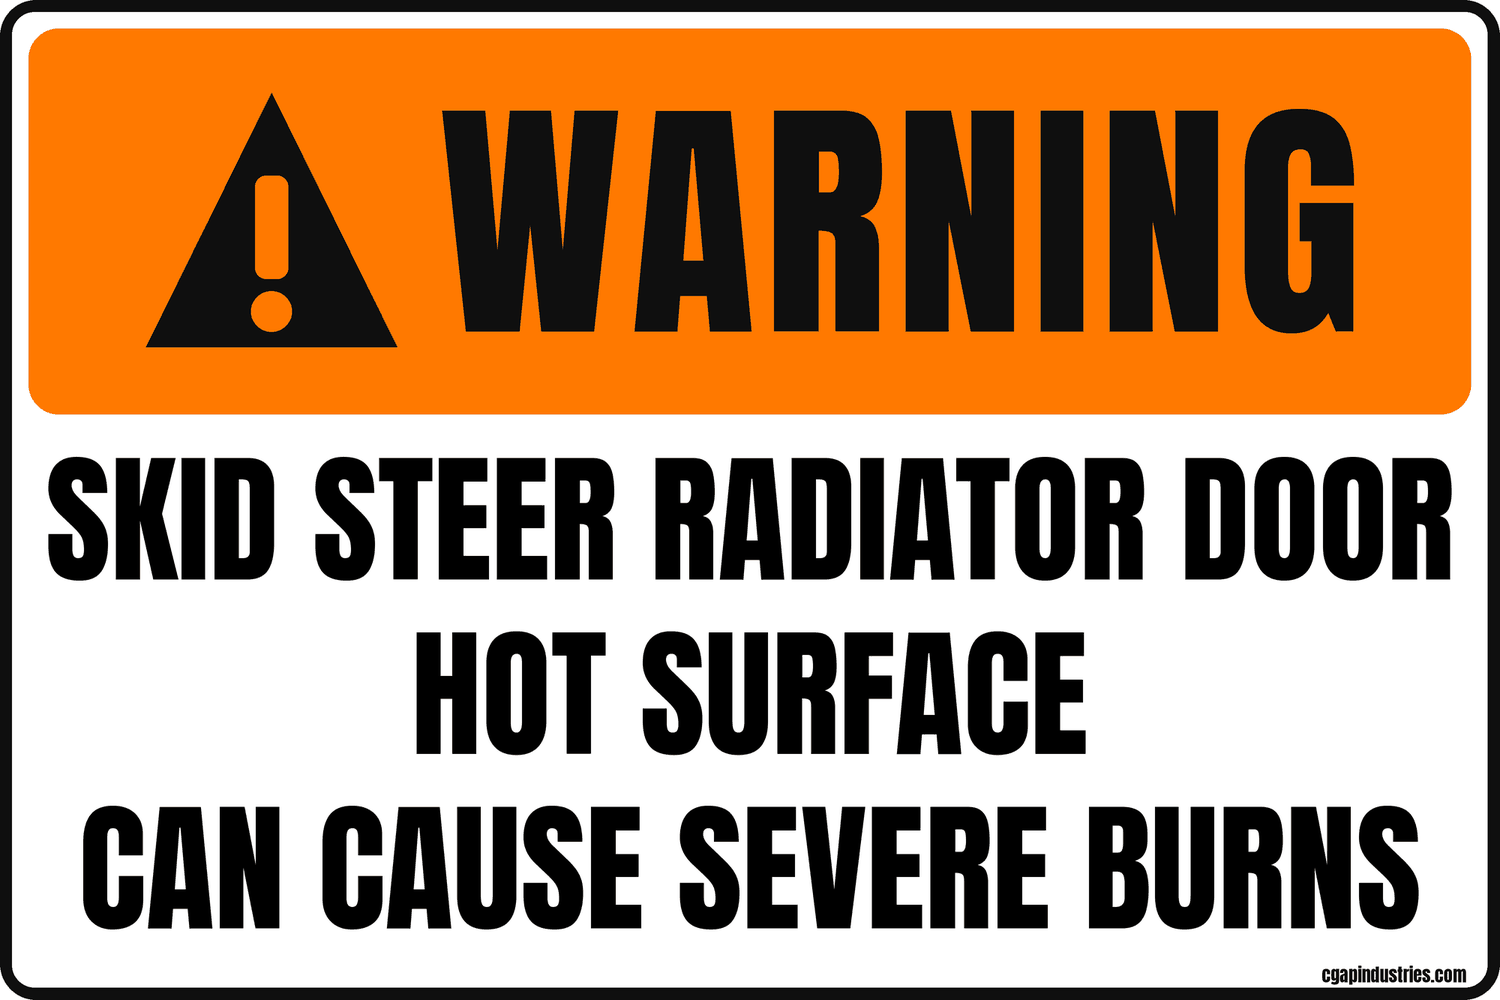 WARNING
SKID STEER RADIATOR DOOR
HOT SURFACE
CAN CAUSE SEVERE BURNS
cgapindustries.com